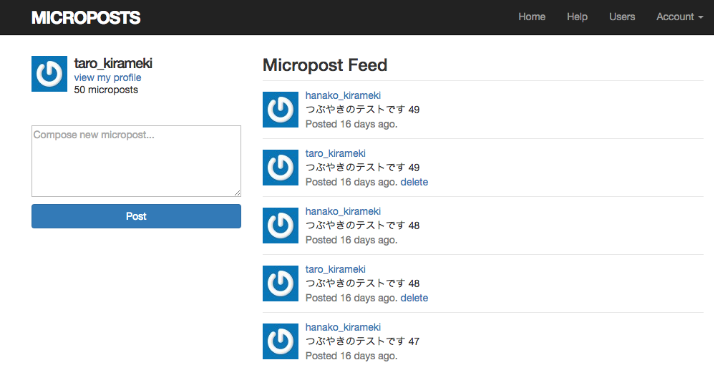 MICROPOSTS
Home
Help
Users
Account
taro_kirameki
view my profile
50 microposts
Compose new micropost...
Post
Micropost Feed
hanako_kirameki
つぶやきのテストです 49
Posted 16 days ago.
taro_kirameki
つぶやきのテストです 49
Posted 16 days ago. delete
hanako_kirameki
つぶやきのテストです 48
Posted 16 days ago.
taro_kirameki
つぶやきのテストです 48
Posted 16 days ago. delete
hanako_kirameki
つぶやきのテストです 47
Posted 16 days ago.